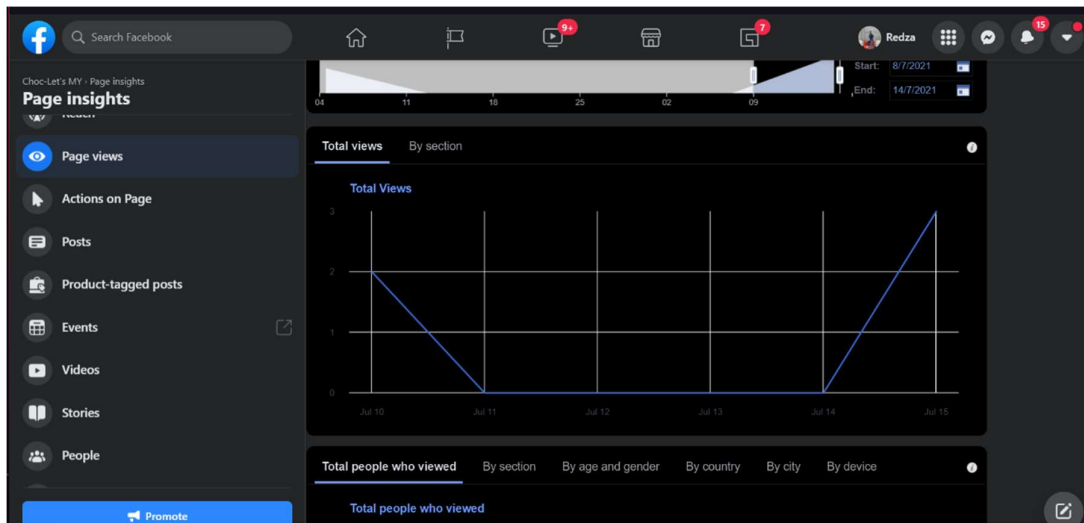 Search Facebook
9+
7
Redza
15
Choc-Let's MY · Page insights
Page insights
Reach
Page views
Actions on Page
Posts
Product-tagged posts
Events
Videos
Stories
People
Promote
04 11 18 25 02 09
Start: 8/7/2021
End: 14/7/2021
Total views By section
Total Views
3
2
1
0
Jul 10 Jul 11 Jul 12 Jul 13 Jul 14 Jul 15
Total people who viewed By section By age and gender By country By city By device
Total people who viewed